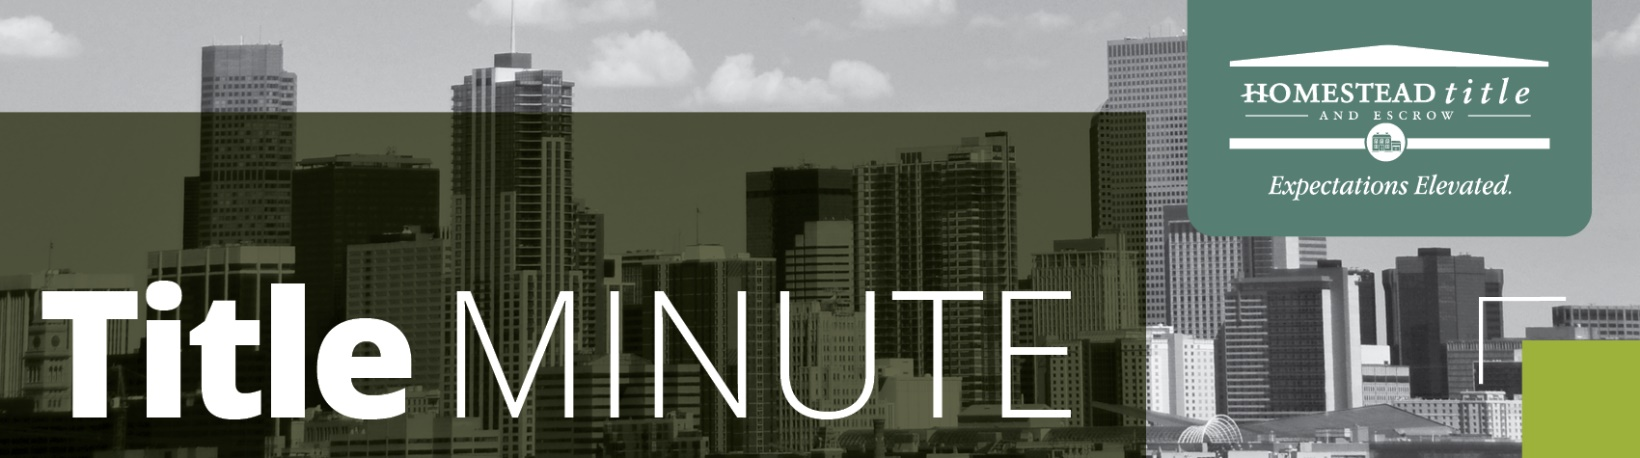 HOMESTEAD title
AND ESCROW
Expectations Elevated.
Title MINUTE